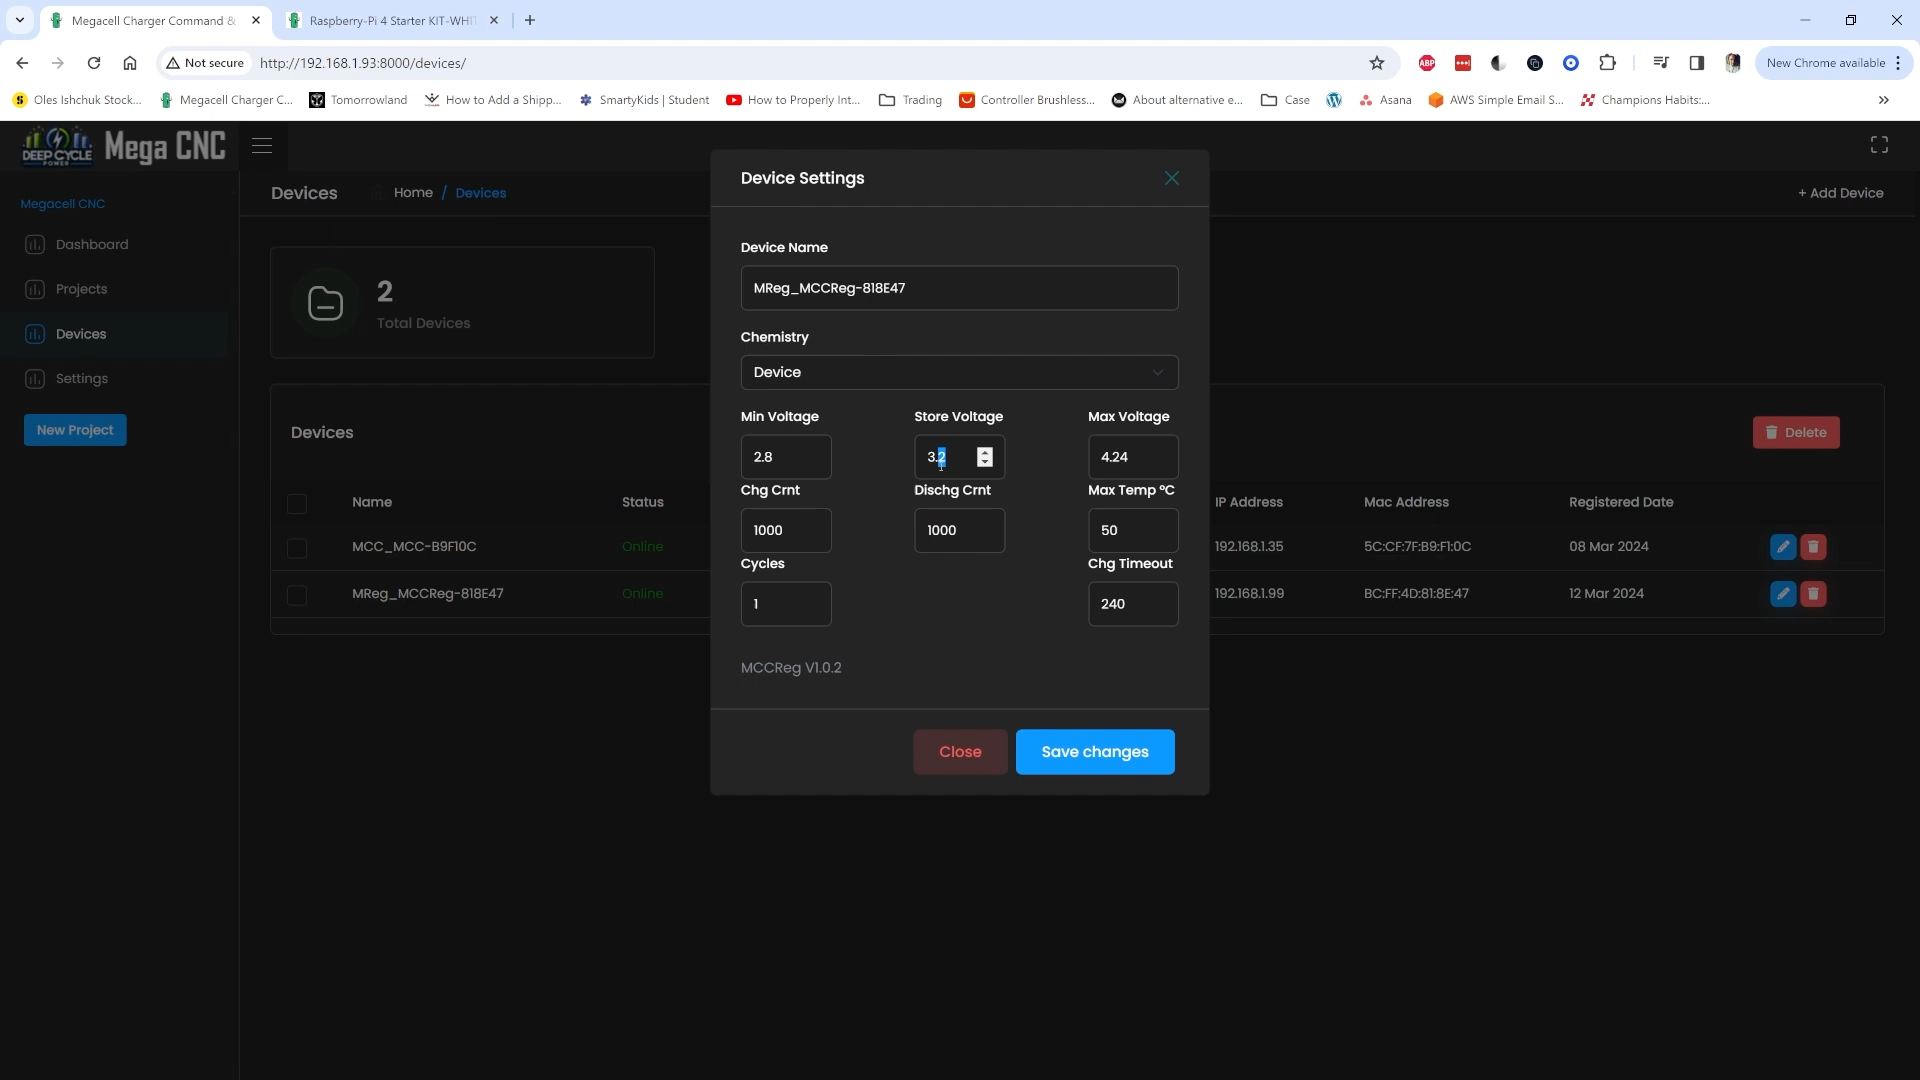 Megacell Charger Command &
Raspberry-Pi 4 Starter KIT-WHI
Not secure
http://192.168.1.93:8000/devices/
ABP
New Chrome available
Oles Ishchuk Stock...
Megacell Charger C...
Tomorrowland
How to Add a Shipp...
SmartyKids | Student
How to Properly Int...
Trading
Controller Brushless...
About alternative e...
Case
Asana
AWS Simple Email S...
Champions Habits:...
DEEP CYCLE
POWER
Mega CNC
Devices
Home / Devices
+ Add Device
Megacell CNC
Dashboard
Projects
Devices
Settings
New Project
2
Total Devices
Devices
Delete
Name
Status
IP Address
Mac Address
Registered Date
MCC_MCC-B9F10C
Online
192.168.1.35
5C:CF:7F:B9:F1:0C
08 Mar 2024
MReg_MCCReg-818E47
Online
192.168.1.99
BC:FF:4D:81:8E:47
12 Mar 2024
Device Settings
Device Name
MReg_MCCReg-818E47
Chemistry
Device
Min Voltage
Store Voltage
Max Voltage
2.8
3.2
4.24
Chg Crnt
Dischg Crnt
Max Temp °C
1000
1000
50
Cycles
Chg Timeout
1
240
MCCReg V1.0.2
Close
Save changes